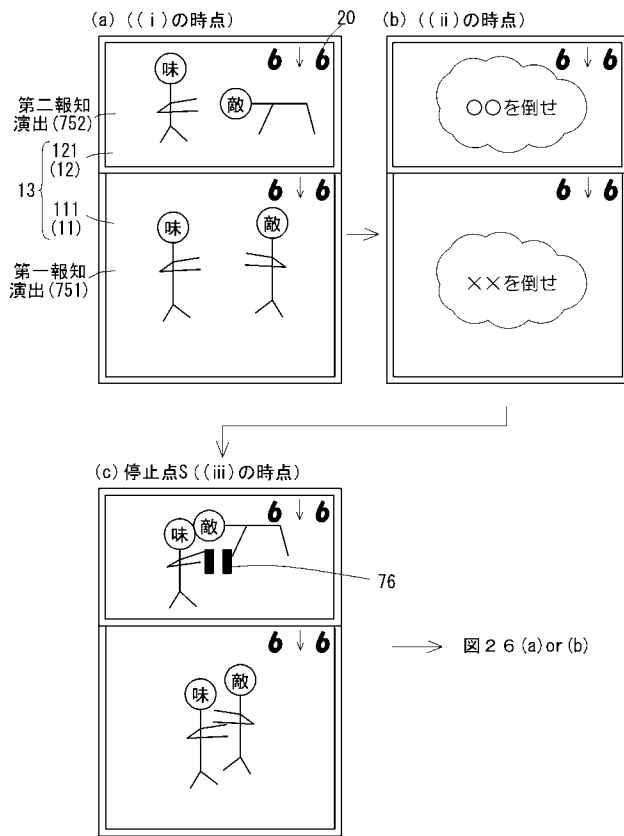 (a) ((ⅰ)の時点)
20
6 ↓ 6
味
敵
第二報知
演出(752)
121
(12)
13
111
(11)
6 ↓ 6
味
敵
第一報知
演出(751)
(b) ((ⅱ)の時点)
6 ↓ 6
○○を倒せ
6 ↓ 6
××を倒せ
(c) 停止点S((ⅲ)の時点)
6 ↓ 6
味
敵
76
6 ↓ 6
味
敵
図26(a)or(b)